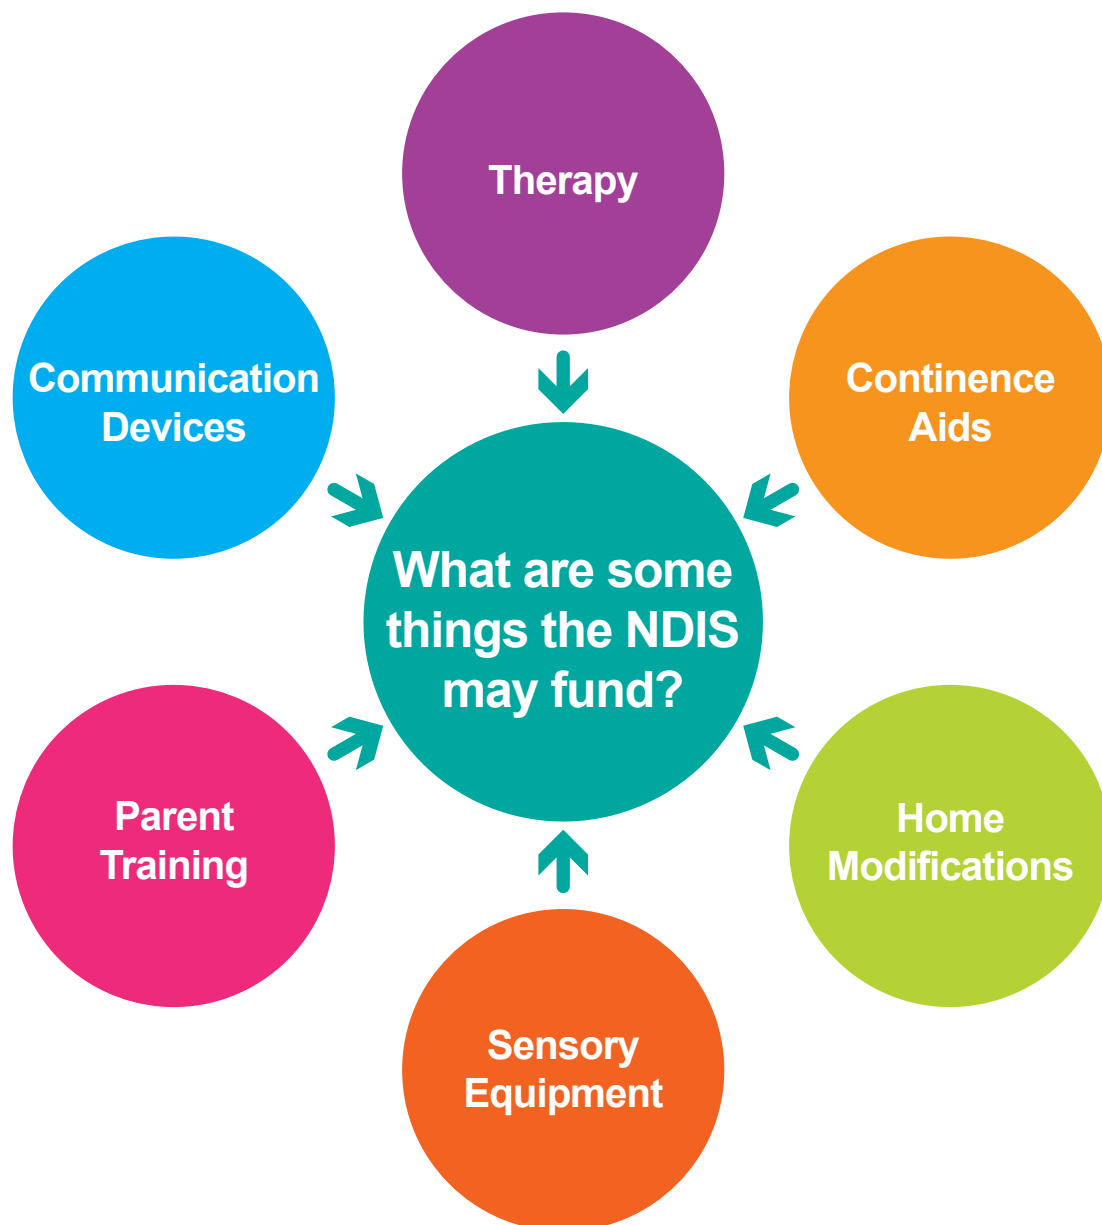 Therapy
Communication
Devices
Continence
Aids
What are some
things the NDIS
may fund?
Parent
Training
Home
Modifications
Sensory
Equipment